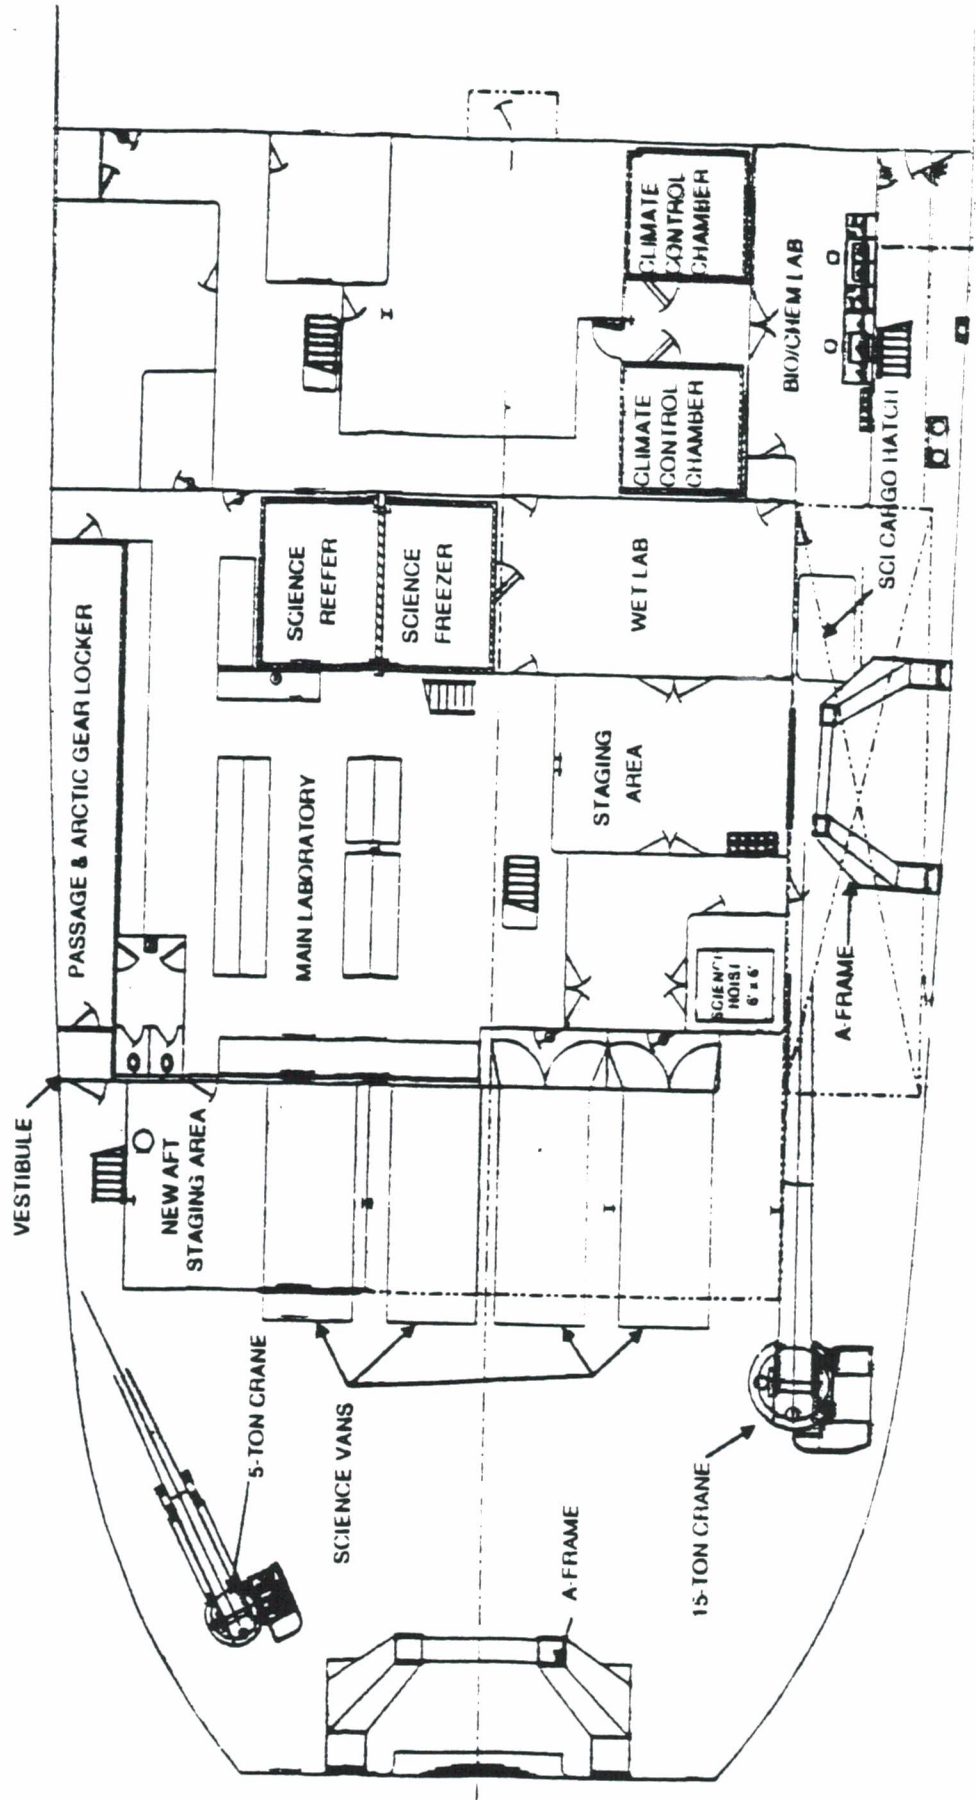 VESTIBULE
PASSAGE & ARCTIC GEAR LOCKER
NEW AFT
STAGING AREA
MAIN LABORATORY
SCIENCE
REEFER
SCIENCE
FREEZER
5-TON CRANE
SCIENCE VANS
A-FRAME
STAGING
AREA
WET LAB
CLIMATE
CONTROL
CHAMBER
CLIMATE
CONTROL
CHAMBER
15-TON CRANE
SCIENCE
HOIST
6' x 6'
BIO/CHEM LAB
A-FRAME
SCI CARGO HATCH